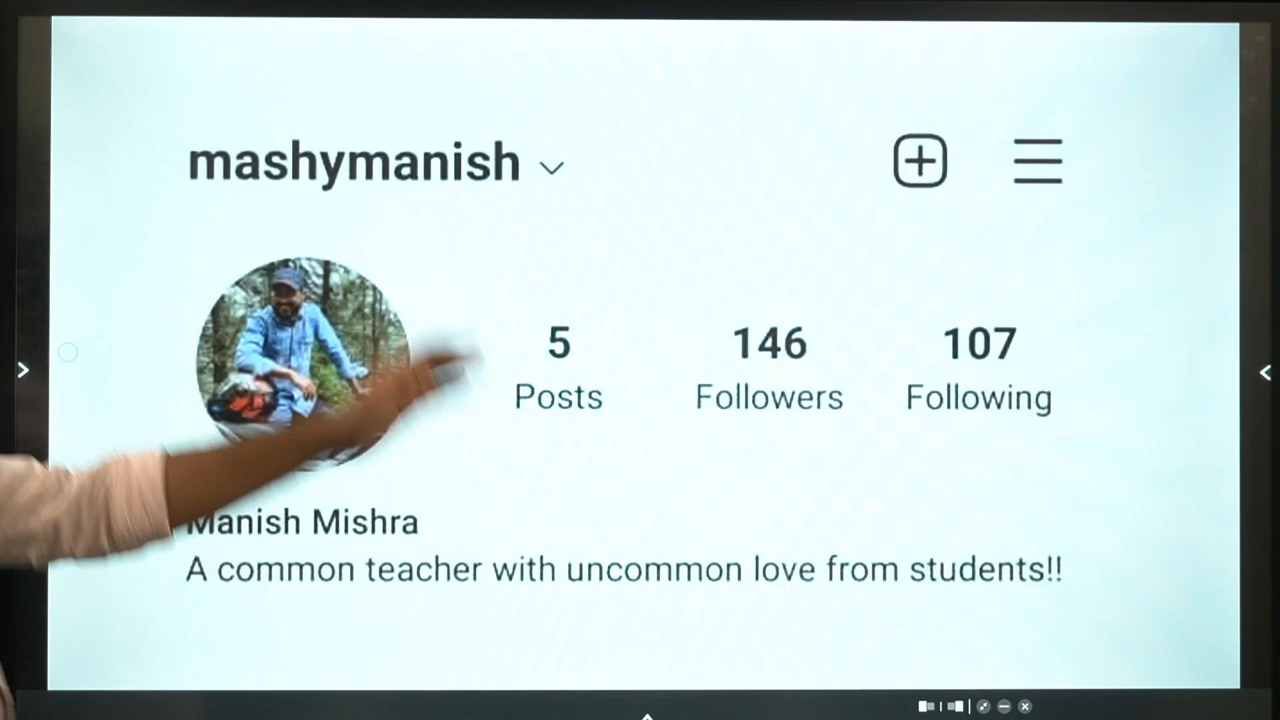 mashymanish
5 146 107
Posts Followers Following
Manish Mishra
A common teacher with uncommon love from students!!